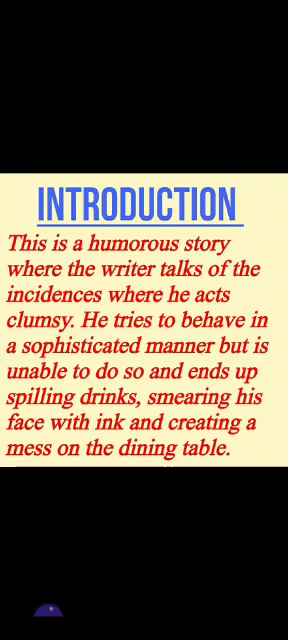 INTRODUCTION
This is a humorous story
where the writer talks of the
incidences where he acts
clumsy. He tries to behave in
a sophisticated manner but is
unable to do so and ends up
spilling drinks, smearing his
face with ink and creating a
mess on the dining table.